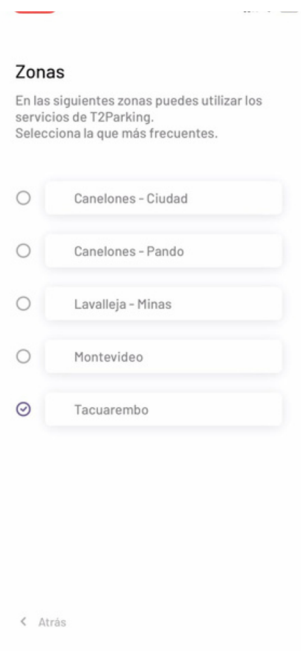 Zonas
En las siguientes zonas puedes utilizar los
servicios de T2Parking.
Selecciona la que más frecuentes.
Canelones - Ciudad
Canelones - Pando
Lavalleja - Minas
Montevideo
Tacuarembo
Atrás